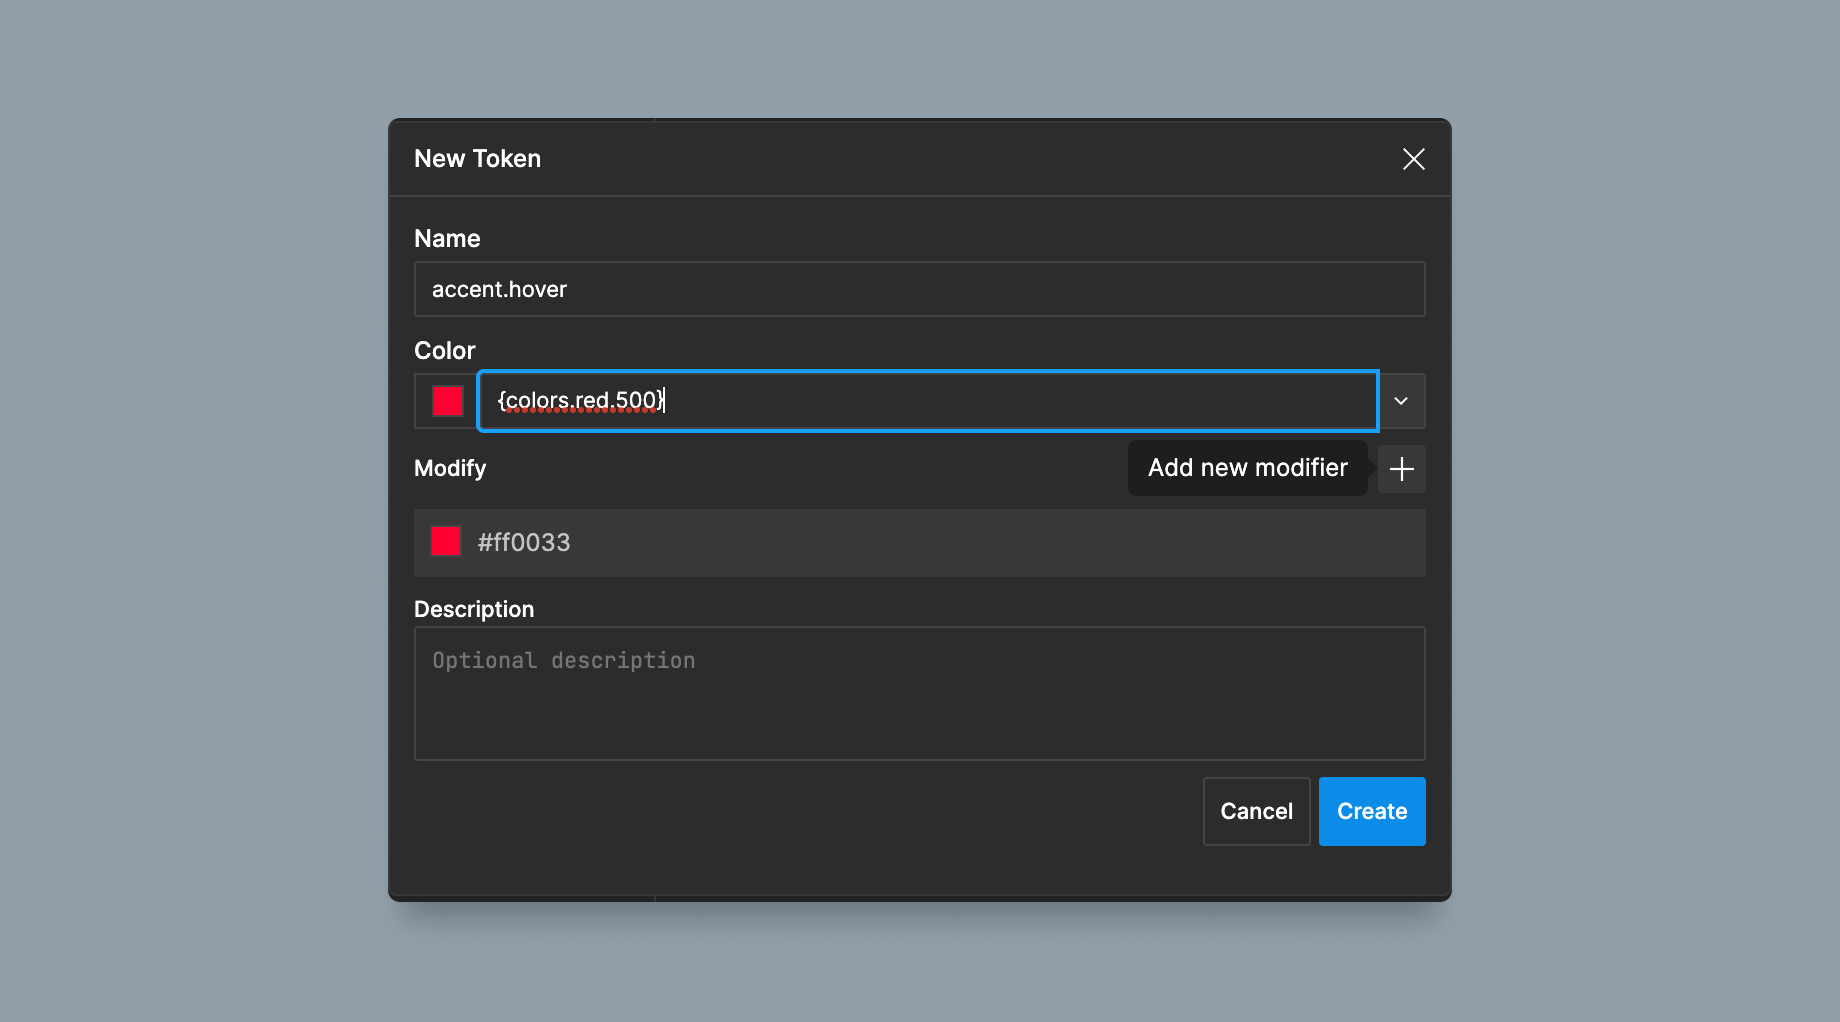 New Token
Name
accent.hover
Color
{colors.red.500}
Modify
Add new modifier
#ff0033
Description
Optional description
Cancel
Create